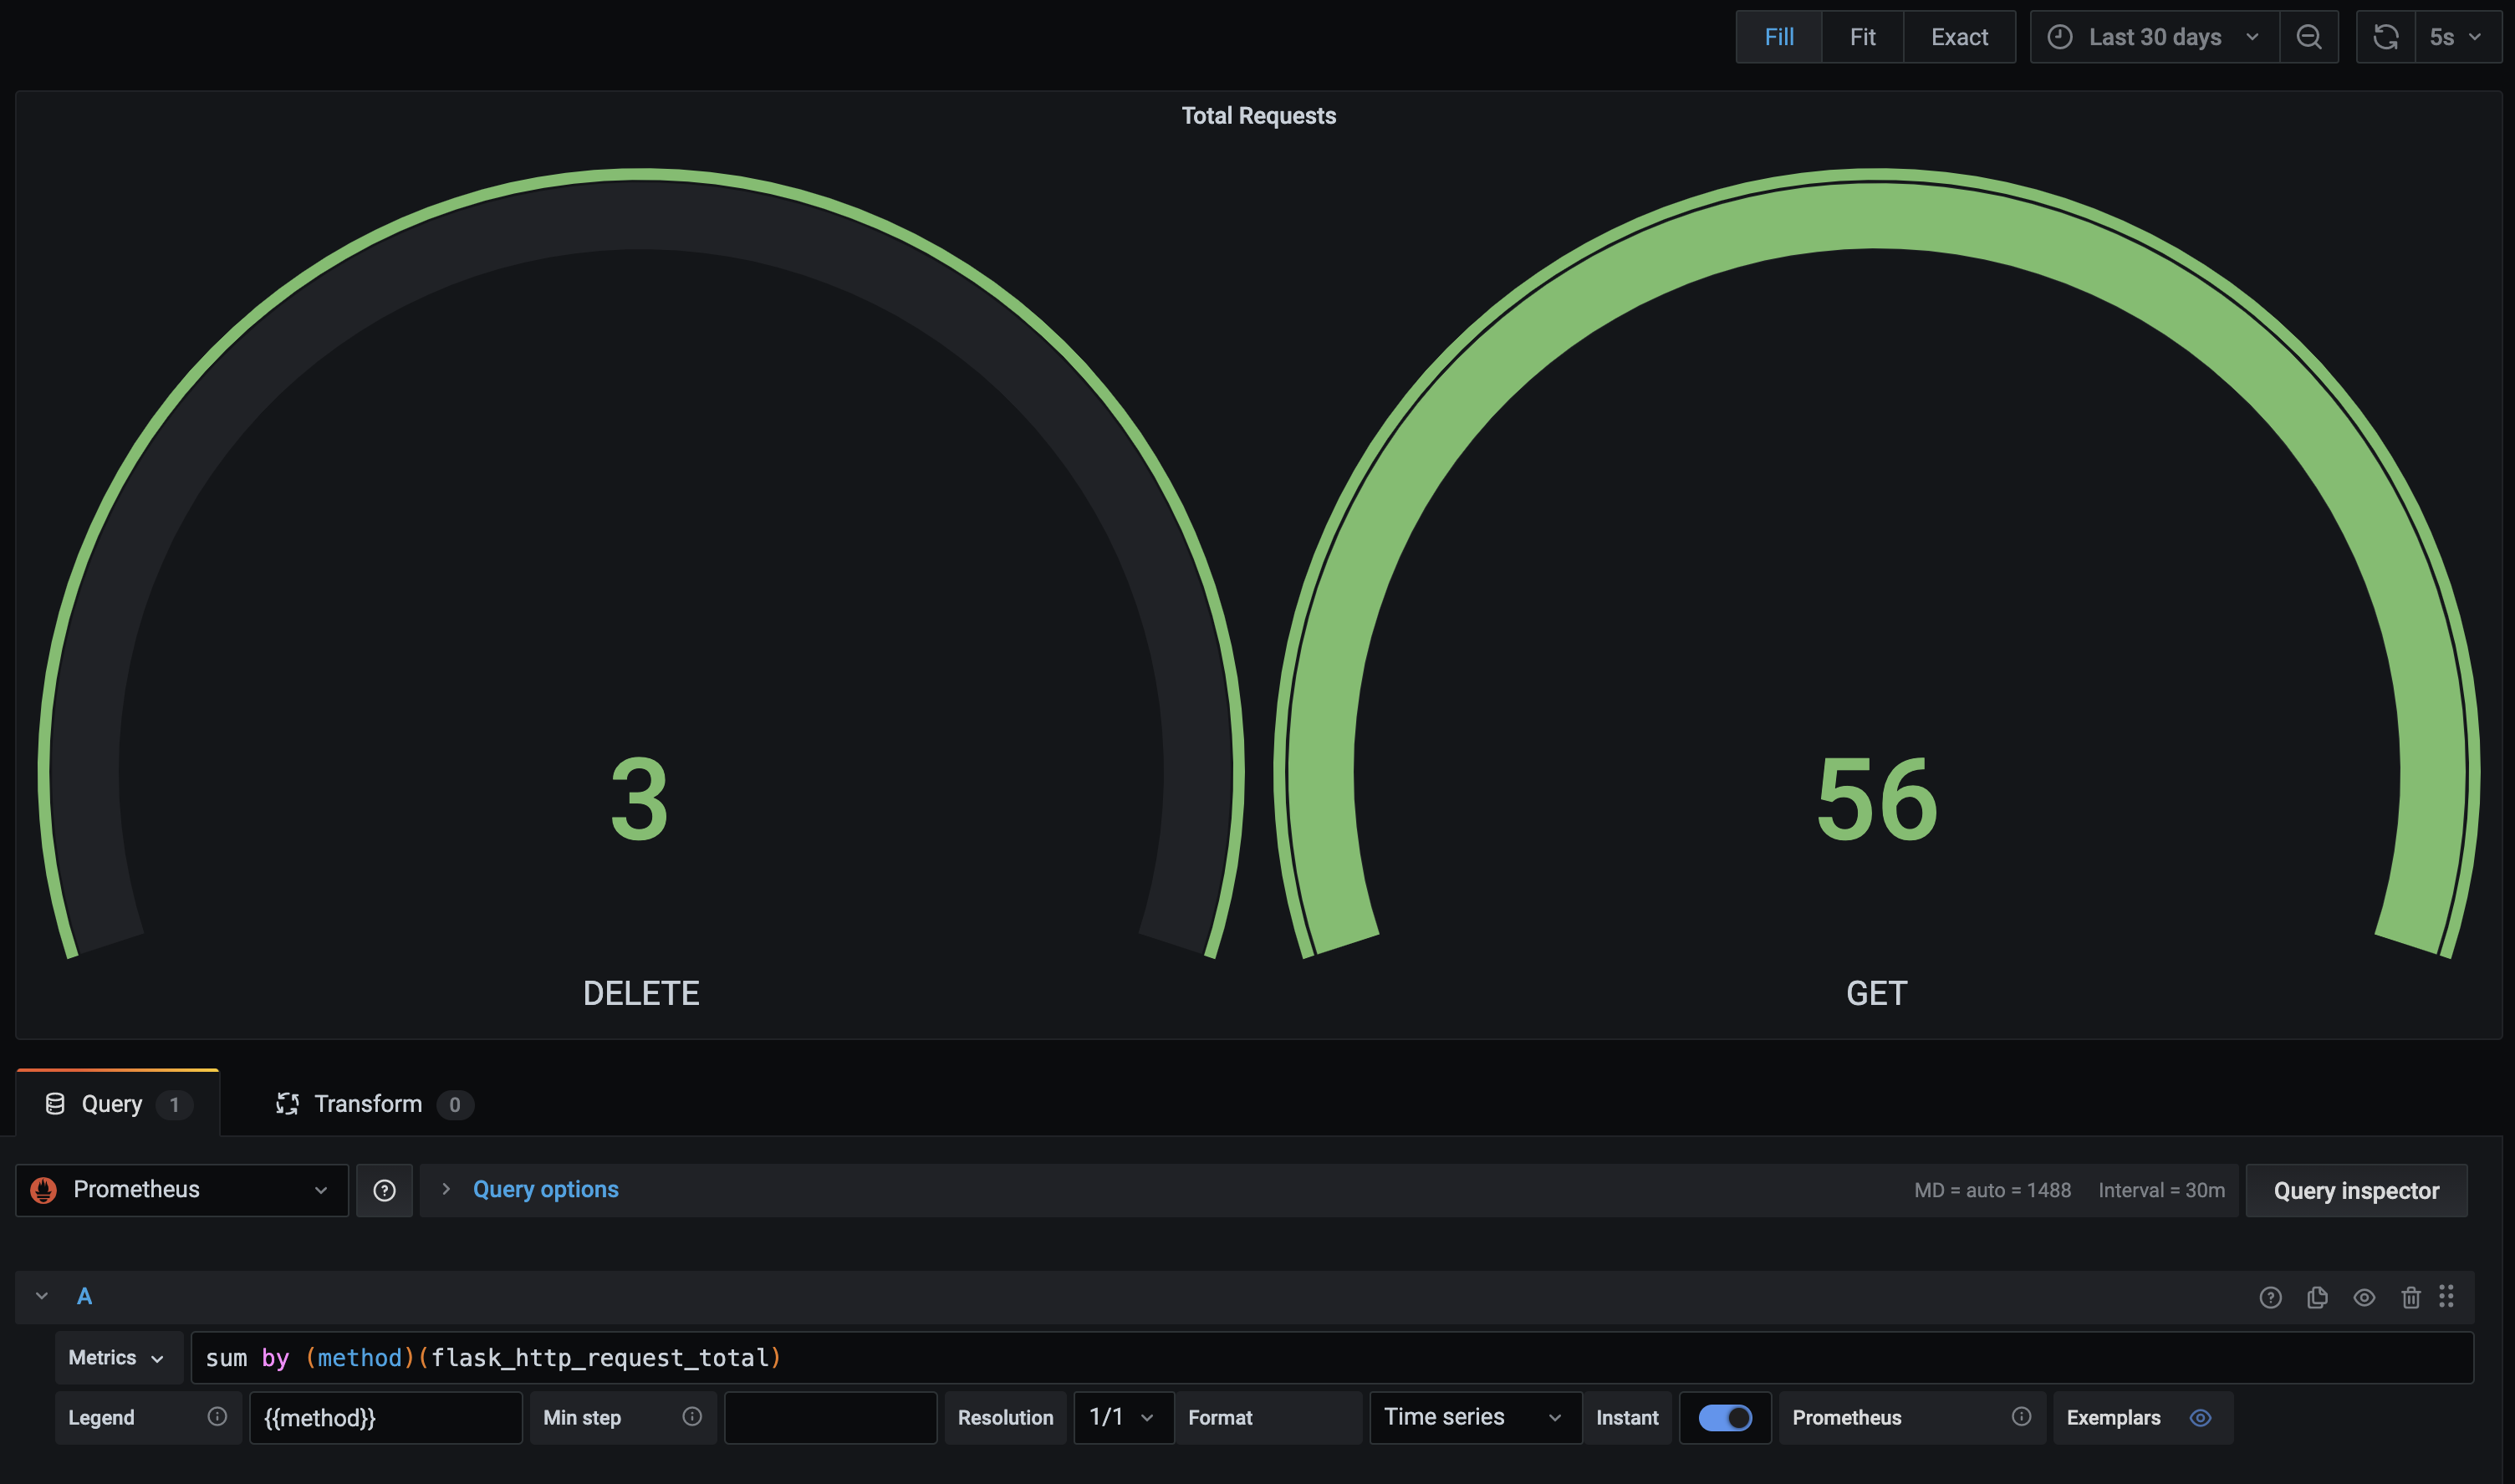 Fill Fit Exact Last 30 days 5s
Total Requests
3 56
DELETE GET
Query 1 Transform 0
Prometheus Query options MD = auto = 1488 Interval = 30m Query inspector
A
Metrics sum by (method)(flask_http_request_total)
Legend {{method}} Min step Resolution 1/1 Format Time series Instant Prometheus Exemplars